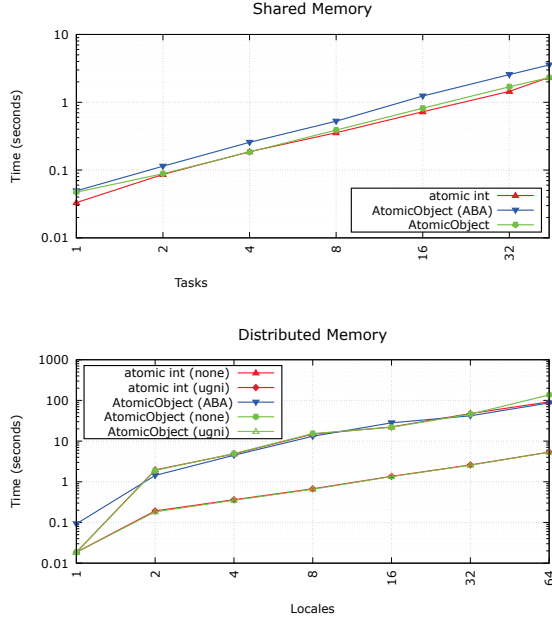 Shared Memory
10
1
0.1
0.01
Time (seconds)
atomic int
AtomicObject (ABA)
AtomicObject
1
2
4
8
16
32
Tasks
Distributed Memory
1000
100
10
1
0.1
0.01
Time (seconds)
atomic int (none)
atomic int (ugni)
AtomicObject (ABA)
AtomicObject (none)
AtomicObject (ugni)
1
2
4
8
16
32
64
Locales